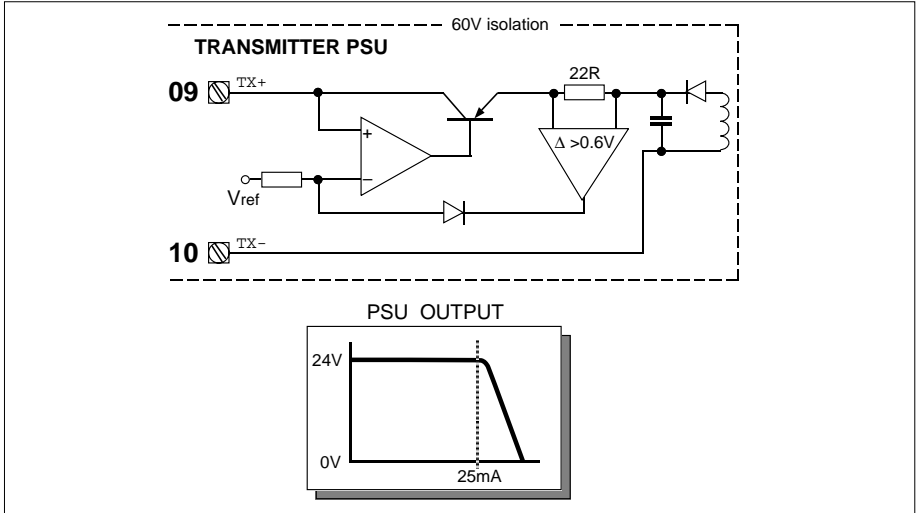 60V isolation
TRANSMITTER PSU
09 TX+
22R
+
Δ >0.6V
−
Vref
10 TX-
PSU OUTPUT
24V
0V
25mA